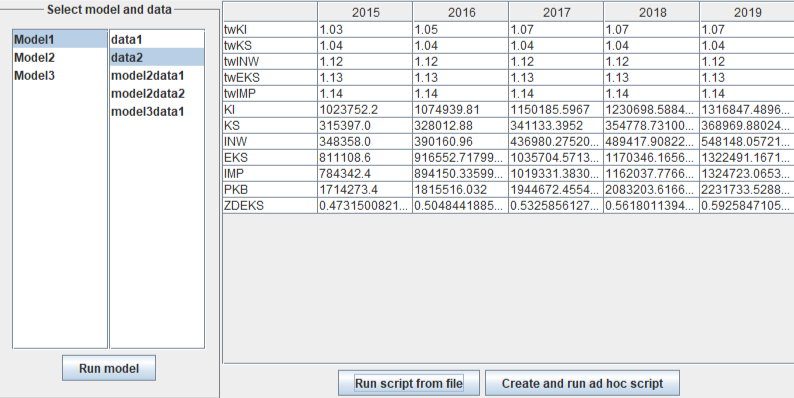 Select model and data
Model1
Model2
Model3
data1
data2
model2data1
model2data2
model3data1
Run model
2015 2016 2017 2018 2019
twKI 1.03 1.05 1.07 1.07 1.07
twKS 1.04 1.04 1.04 1.04 1.04
twINW 1.12 1.12 1.12 1.12 1.12
twEKS 1.13 1.13 1.13 1.13 1.13
twIMP 1.14 1.14 1.14 1.14 1.14
KI 1023752.2 1074939.81 1150185.5967 1230698.5884... 1316847.4896...
KS 315397.0 328012.88 341133.3952 354778.73100... 368969.88024...
INW 348358.0 390160.96 436980.27520... 489417.90822... 548148.05721...
EKS 811108.6 916552.71799... 1035704.5713... 1170346.1656... 1322491.1671...
IMP 784342.4 894150.33599... 1019331.3830... 1162037.7766... 1324723.0653...
PKB 1714273.4 1815516.032 1944672.4554... 2083203.6166... 2231733.5288...
ZDEKS 0.4731500821... 0.5048441885... 0.5325856127... 0.5618011394... 0.5925847105...
Run script from file
Create and run ad hoc script